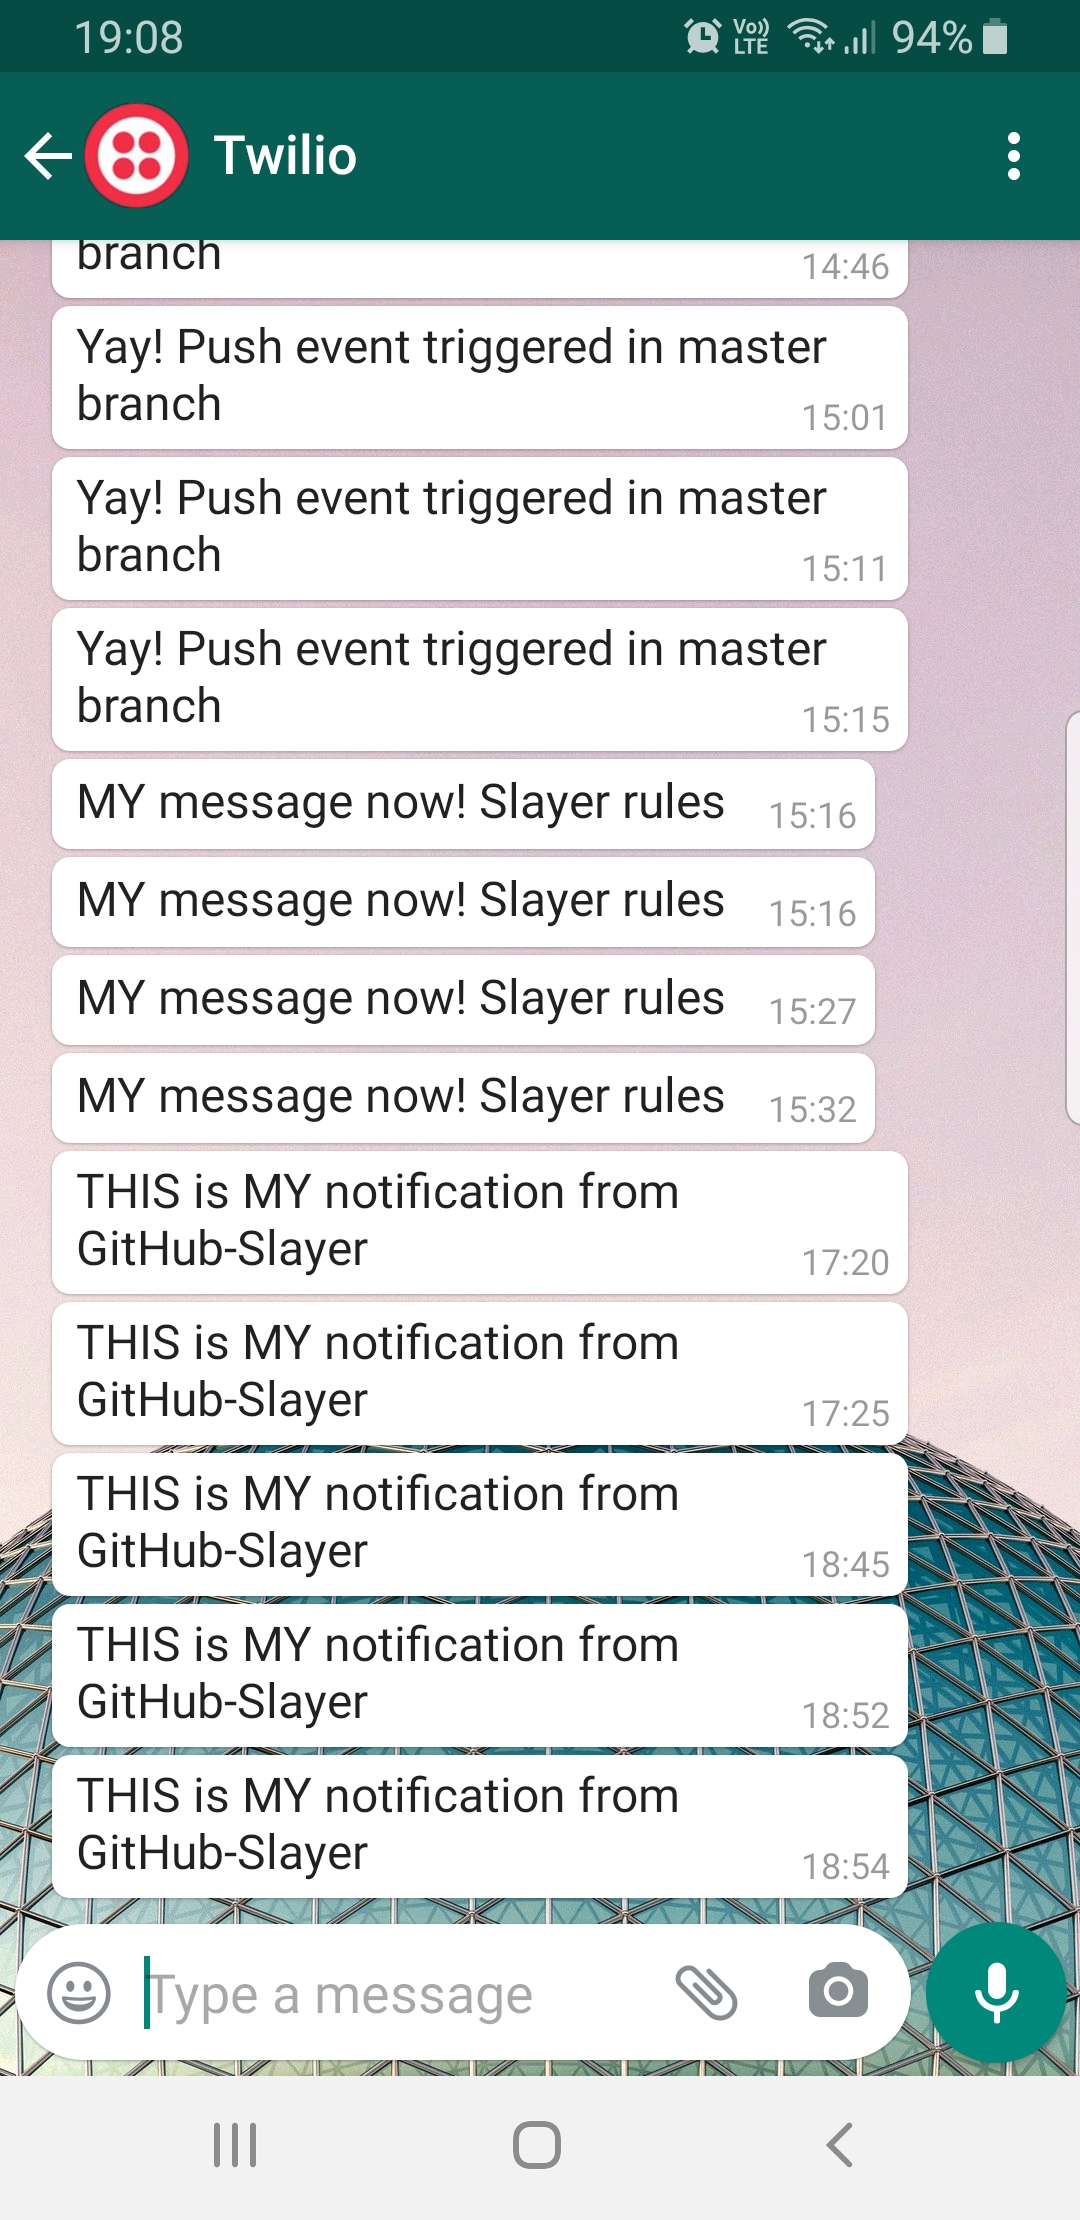 19:08
Vo)) LTE
94%
Twilio
branch
14:46
Yay! Push event triggered in master
branch
15:01
Yay! Push event triggered in master
branch
15:11
Yay! Push event triggered in master
branch
15:15
MY message now! Slayer rules 15:16
MY message now! Slayer rules 15:16
MY message now! Slayer rules 15:27
MY message now! Slayer rules 15:32
THIS is MY notification from
GitHub-Slayer
17:20
THIS is MY notification from
GitHub-Slayer
17:25
THIS is MY notification from
GitHub-Slayer
18:45
THIS is MY notification from
GitHub-Slayer
18:52
THIS is MY notification from
GitHub-Slayer
18:54
Type a message